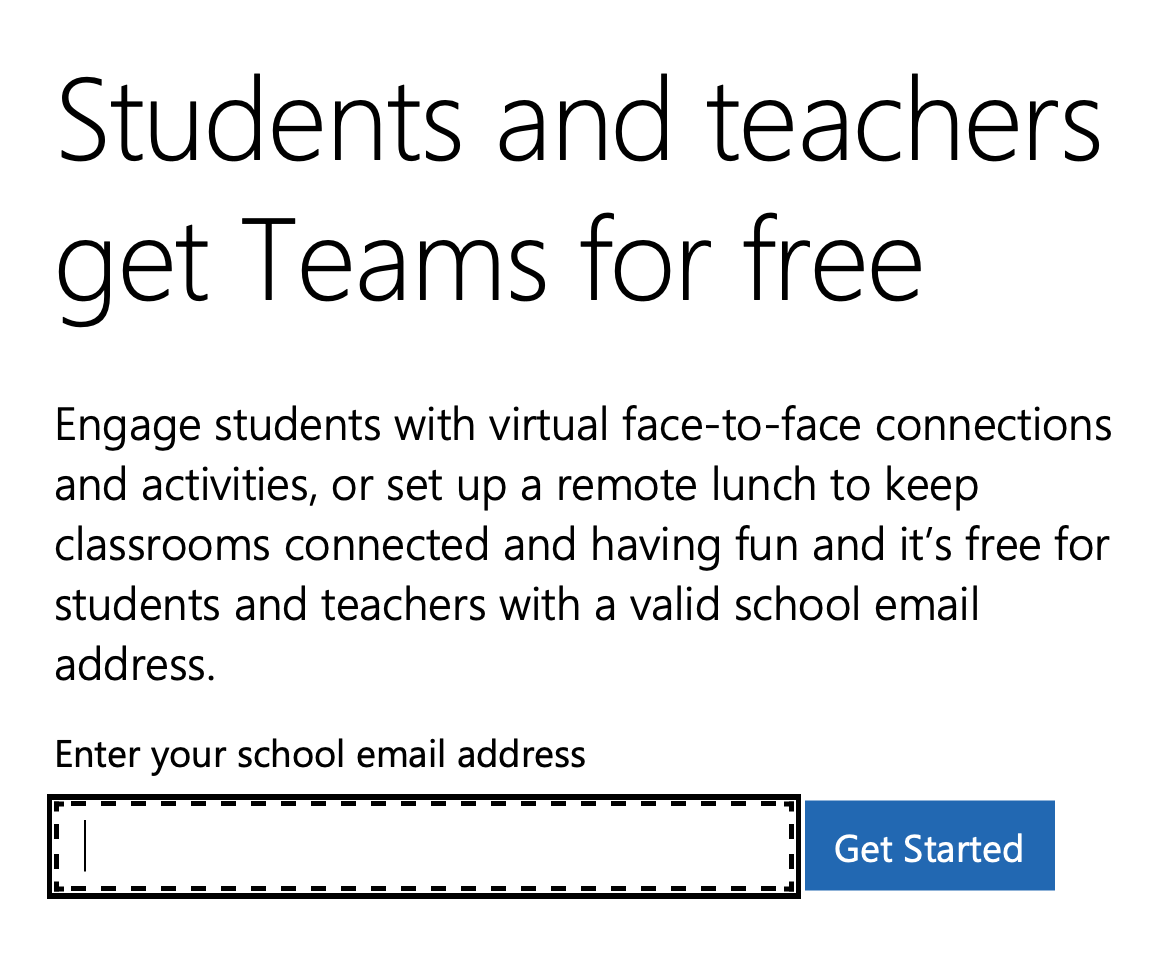 Students and teachers
get Teams for free
Engage students with virtual face-to-face connections
and activities, or set up a remote lunch to keep
classrooms connected and having fun and it’s free for
students and teachers with a valid school email
address.
Enter your school email address
Get Started